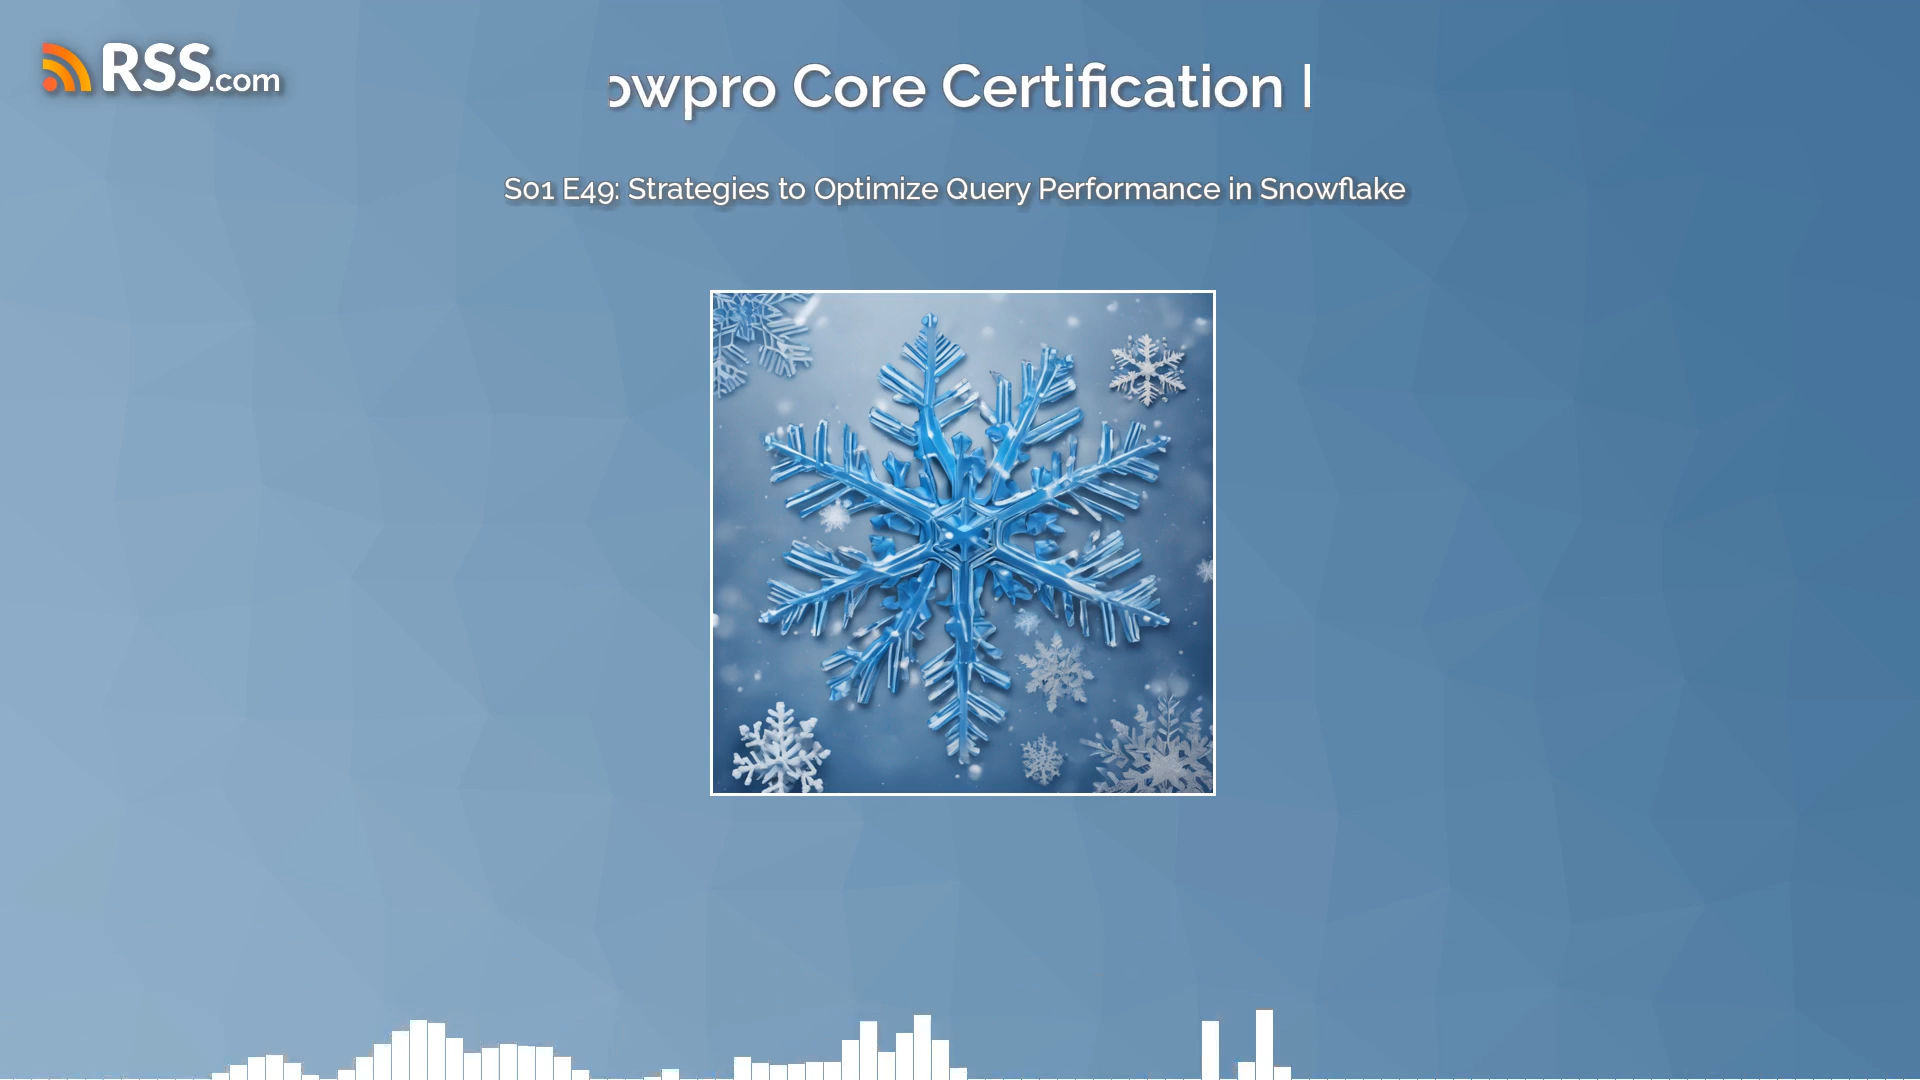 RSS.com
owpro Core Certification
S01 E49: Strategies to Optimize Query Performance in Snowflake